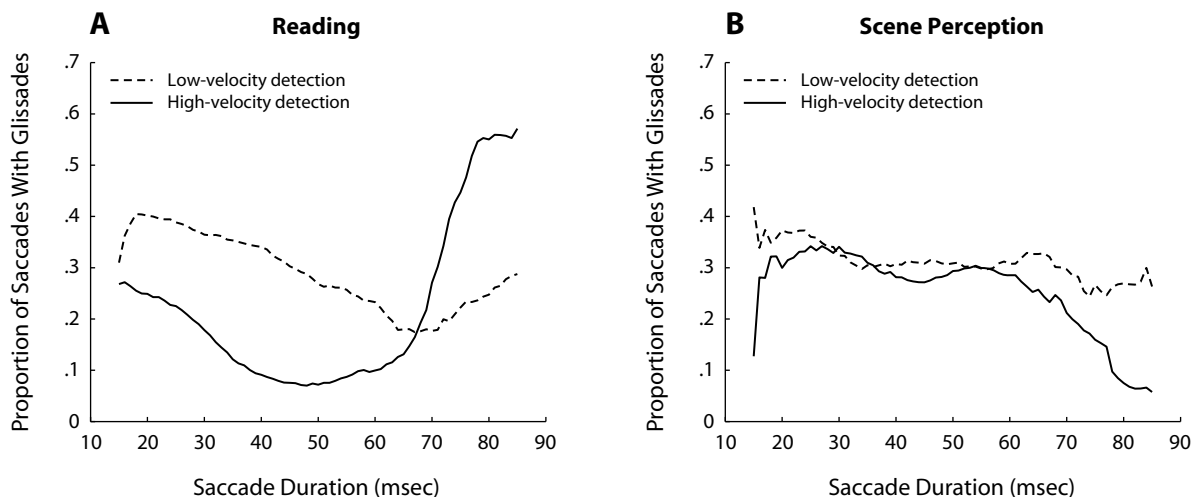 A
Reading
Proportion of Saccades With Glissades
.7
.6
.5
.4
.3
.2
.1
0
Low-velocity detection
High-velocity detection
10 20 30 40 50 60 70 80 90
Saccade Duration (msec)
B
Scene Perception
Proportion of Saccades With Glissades
.7
.6
.5
.4
.3
.2
.1
0
Low-velocity detection
High-velocity detection
10 20 30 40 50 60 70 80 90
Saccade Duration (msec)